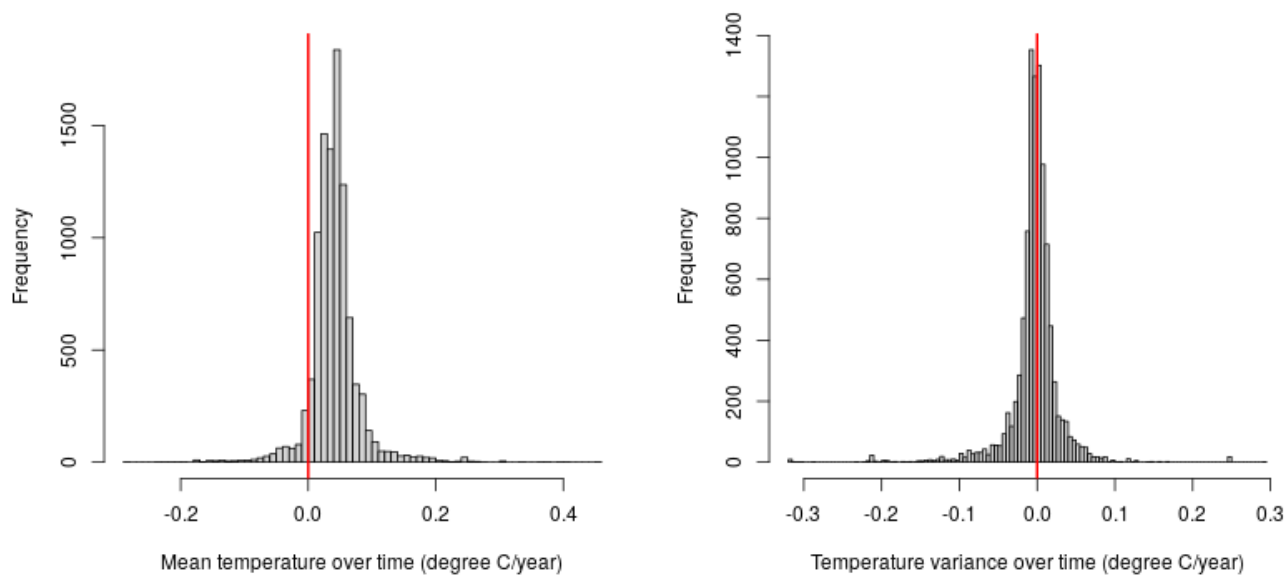 Frequency
1500
1000
500
0
-0.2 0.0 0.2 0.4
Mean temperature over time (degree C/year)
Frequency
1400
1000
800
600
400
200
0
-0.3 -0.2 -0.1 0.0 0.1 0.2 0.3
Temperature variance over time (degree C/year)